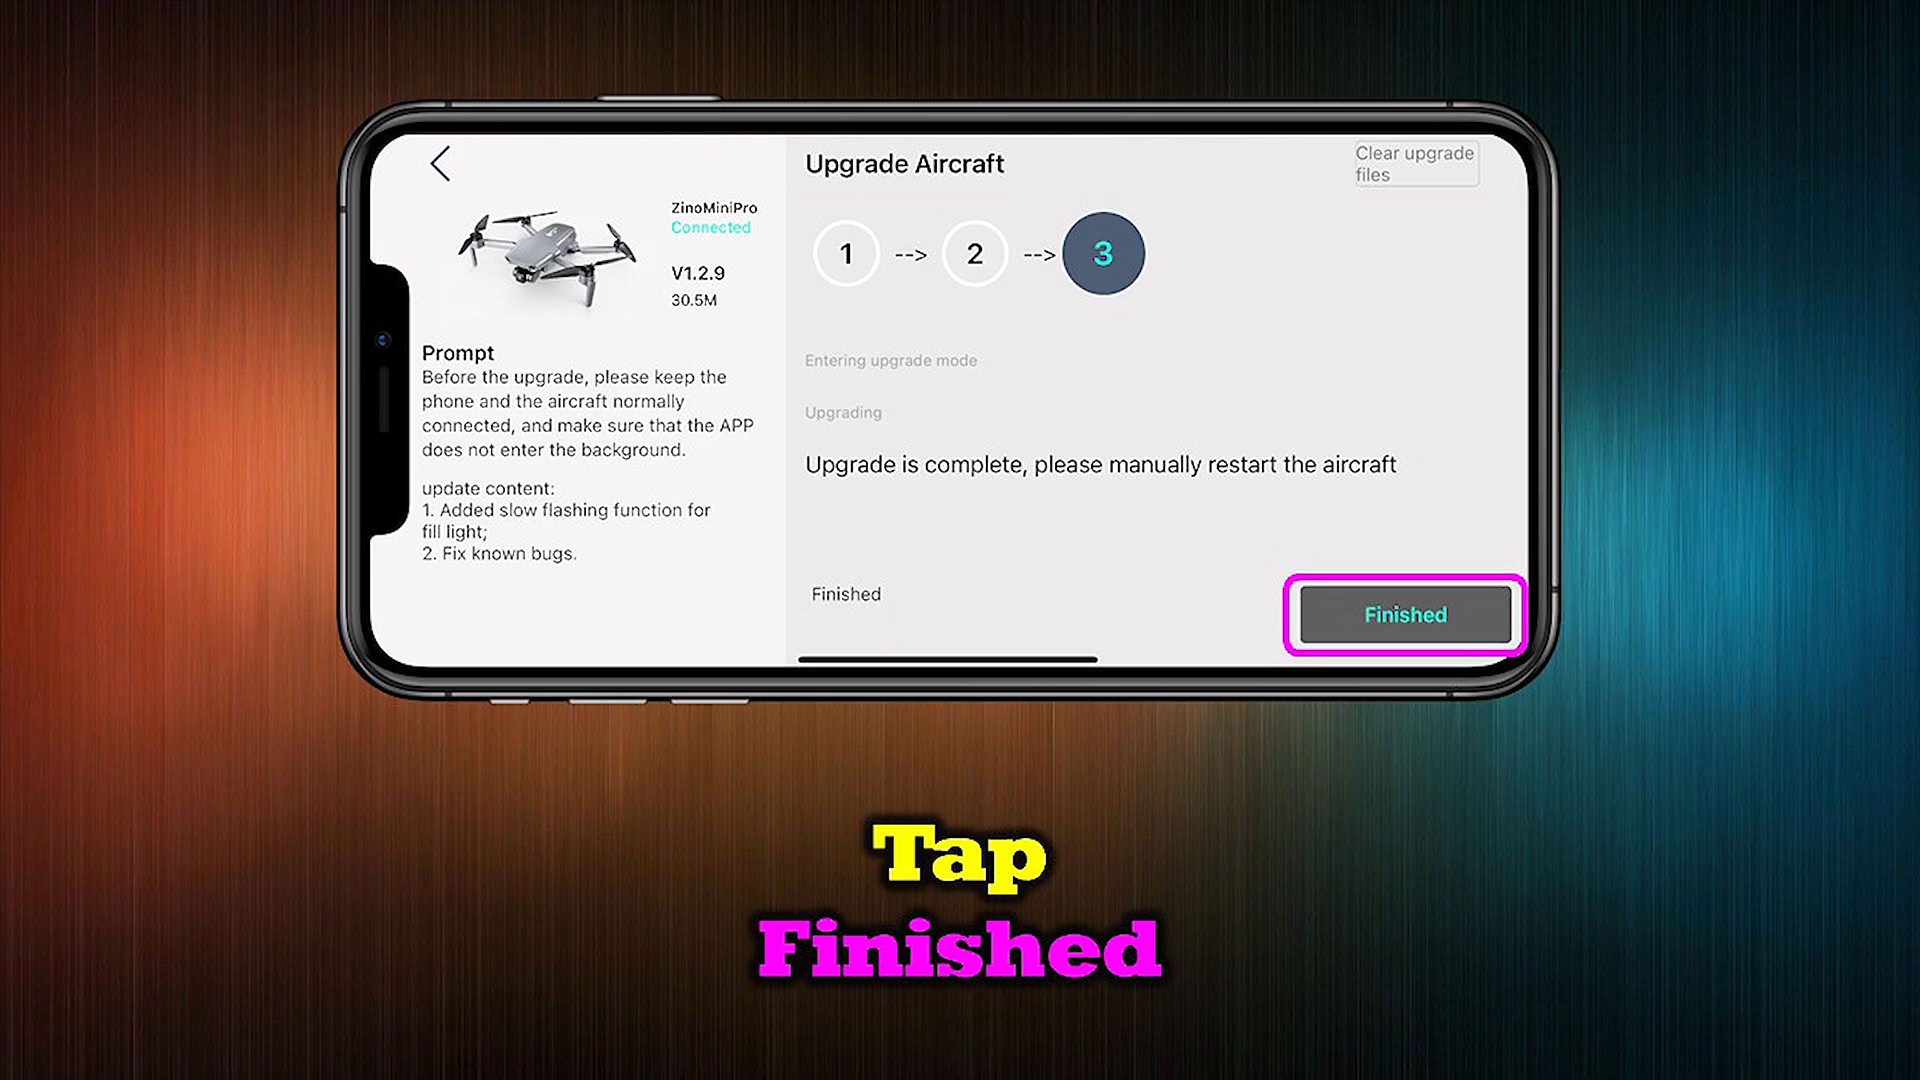 Upgrade Aircraft
Clear upgrade
files
ZinoMiniPro
Connected
V1.2.9
30.5M
1 --> 2 --> 3
Prompt
Before the upgrade, please keep the
phone and the aircraft normally
connected, and make sure that the APP
does not enter the background.
update content:
1. Added slow flashing function for
fill light;
2. Fix known bugs.
Entering upgrade mode
Upgrading
Upgrade is complete, please manually restart the aircraft
Finished
Finished
Tap
Finished